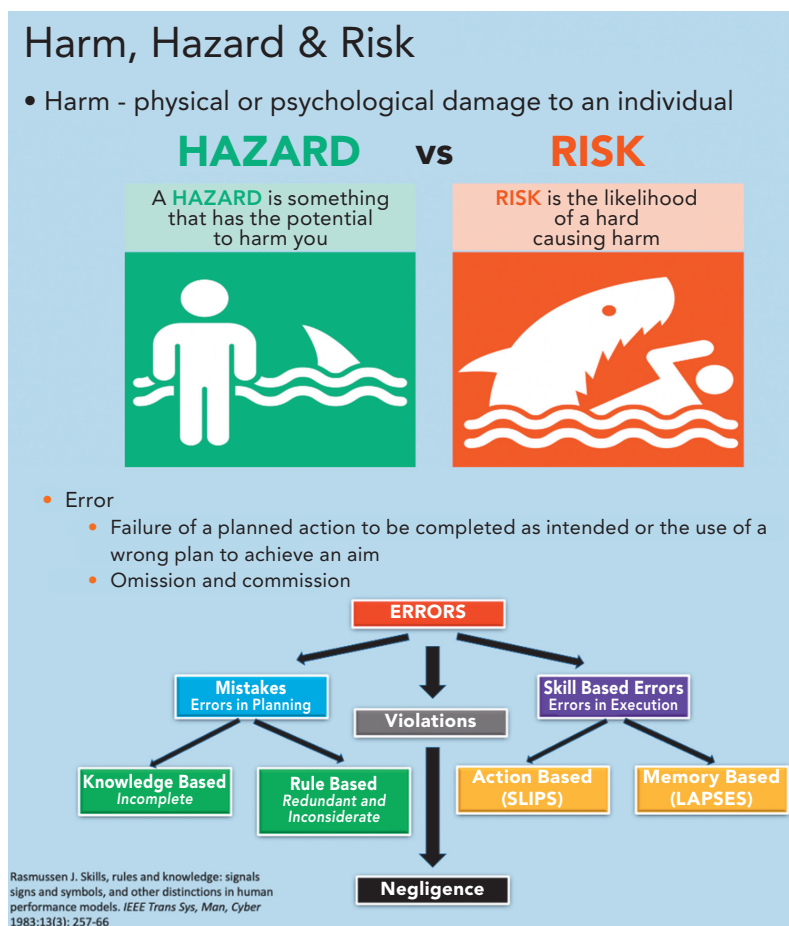 Harm, Hazard & Risk
• Harm - physical or psychological damage to an individual
HAZARD vs RISK
A HAZARD is something
that has the potential
to harm you
RISK is the likelihood
of a hard
causing harm
• Error
• Failure of a planned action to be completed as intended or the use of a
wrong plan to achieve an aim
• Omission and commission
ERRORS
Mistakes
Errors in Planning
Violations
Skill Based Errors
Errors in Execution
Knowledge Based
Incomplete
Rule Based
Redundant and
Inconsiderate
Action Based
(SLIPS)
Memory Based
(LAPSES)
Negligence
Rasmussen J. Skills, rules and knowledge: signals
signs and symbols, and other distinctions in human
performance models. IEEE Trans Sys, Man, Cyber
1983;13(3): 257-66